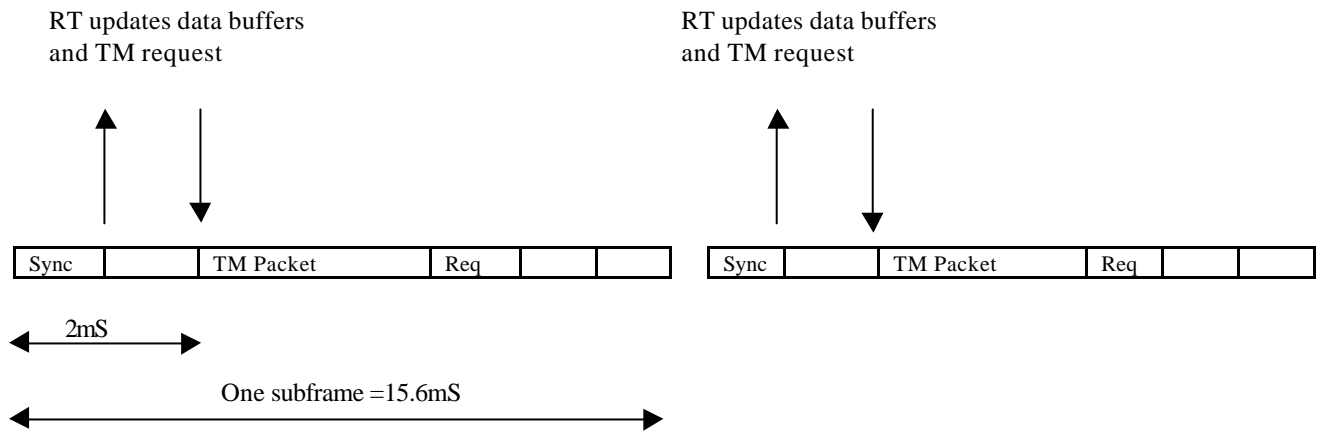 RT updates data buffers
and TM request
RT updates data buffers
and TM request
Sync TM Packet Req
Sync TM Packet Req
2mS
One subframe =15.6mS